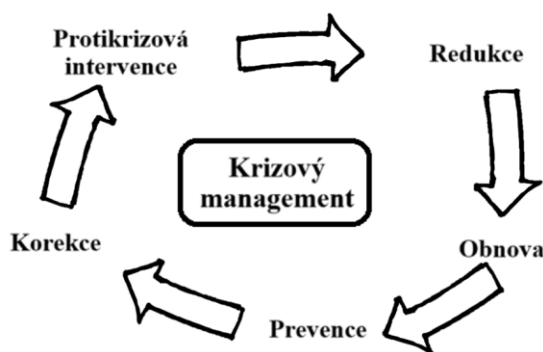 Protikrizová
intervence
Redukce
Krizový
management
Korekce
Obnova
Prevence